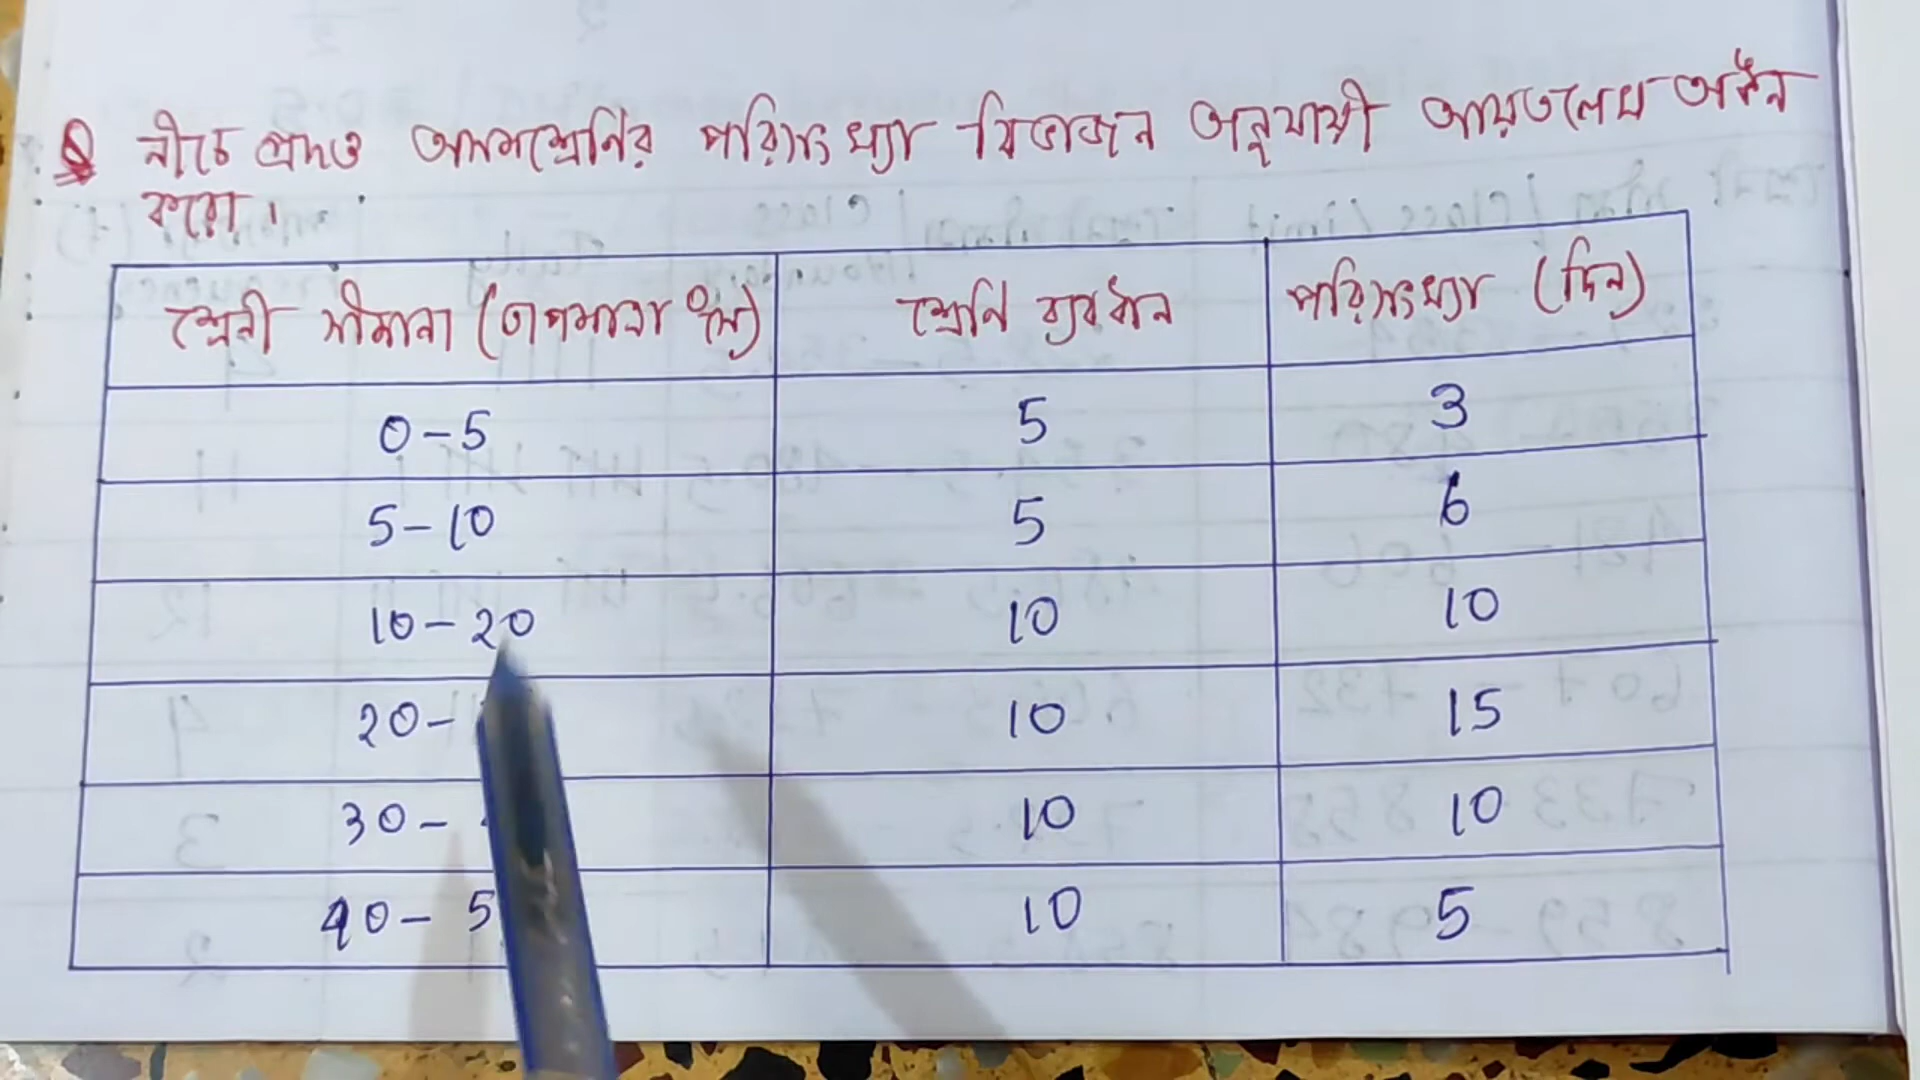 নীচে প্রদত্ত অসমশ্রেণির পরিসংখ্যা বিভাজন অনুযায়ী আয়তলেখ অঙ্কন
করো।
শ্রেণী সীমানা (তাপমাত্রা °সে) শ্রেণি ব্যবধান পরিসংখ্যা (দিন)
0-5 5 3
5-10 5 6
10-20 10 10
20- 10 15
30- 10 10
40- 5 10 5